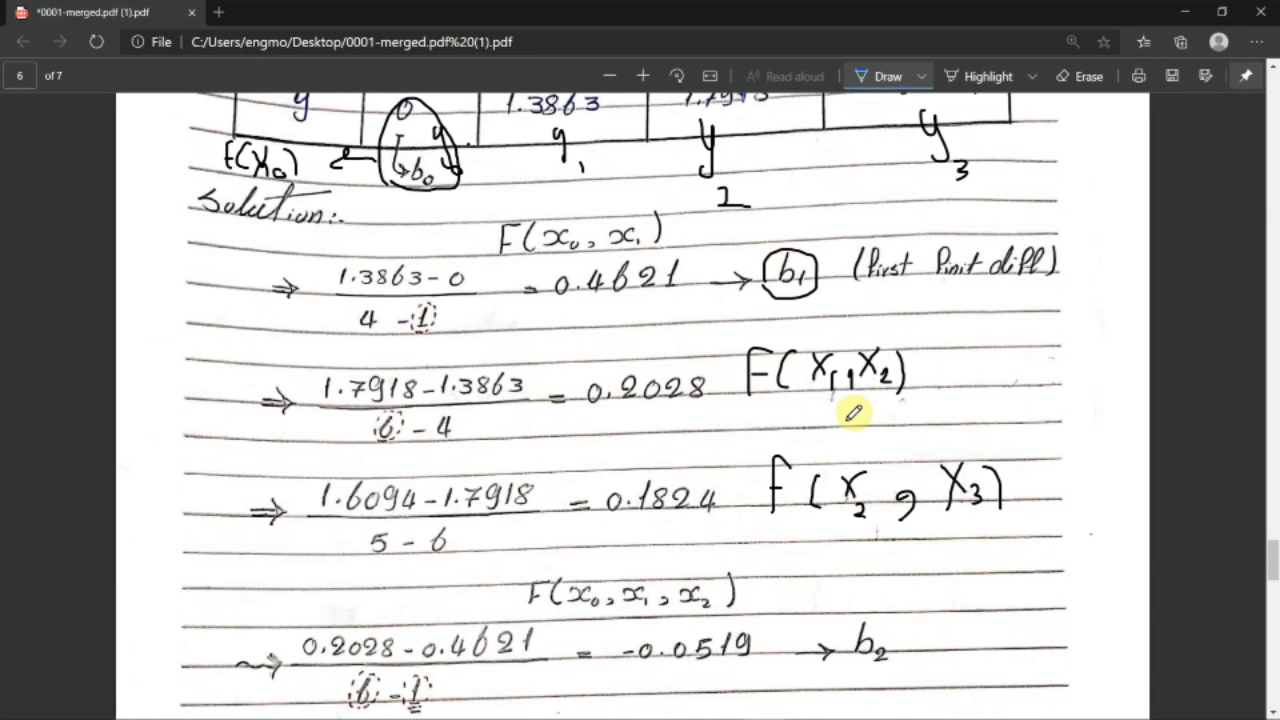 *0001-merged.pdf (1).pdf
File C:/Users/engmo/Desktop/0001-merged.pdf%20(1).pdf
6 of 7 Read aloud Draw Highlight Erase
y 0 1.3863 1.7918
F(x₀) b₀ y₁ y₂ y₃
Solution:.
F(x₀, x₁)
⇒ (1.3863 - 0) / (4 - 1) = 0.4621 → b₁ (first finit diff)
⇒ (1.7918 - 1.3863) / (6 - 4) = 0.2028 F(x₁, x₂)
⇒ (1.6094 - 1.7918) / (5 - 6) = 0.1824 F(x₂, x₃)
F(x₀, x₁, x₂)
(0.2028 - 0.4621) / (6 - 1) = -0.0519 → b₂